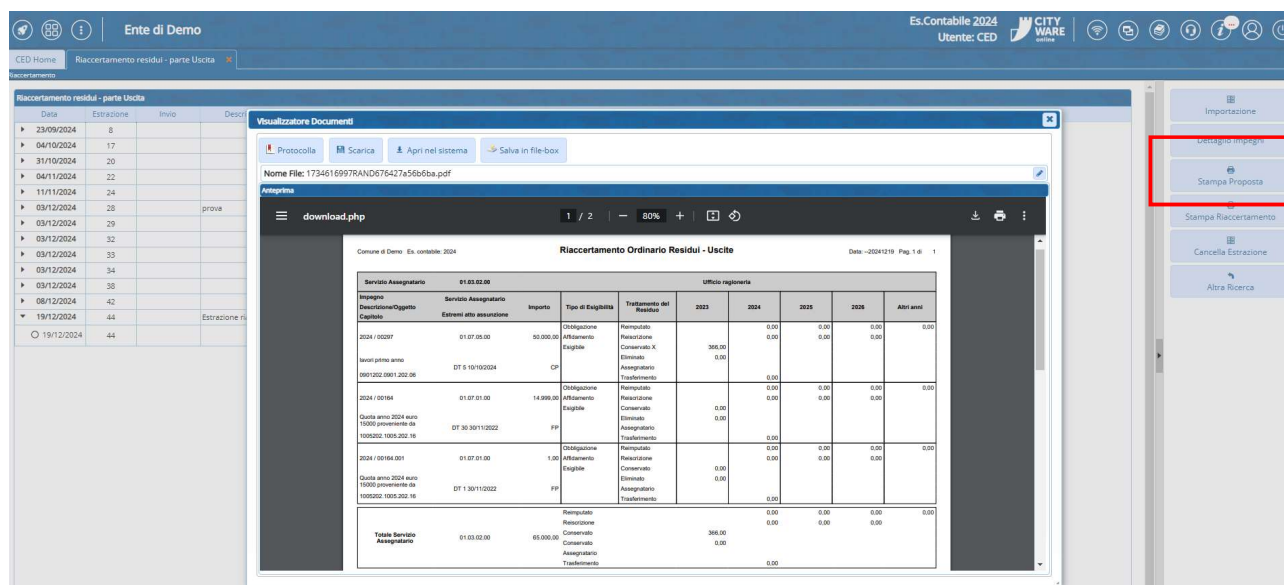 Ente di Demo
Es.Contabile 2024
Utente: CED
CITY
WARE
online
CED Home
Riaccertamento residui - parte Uscita
Riaccertamento
Riaccertamento residui - parte Uscita
Data Estrazione Invio Descri
23/09/2024 8
04/10/2024 17
31/10/2024 20
04/11/2024 22
11/11/2024 24
03/12/2024 28 prova
03/12/2024 29
03/12/2024 32
03/12/2024 33
03/12/2024 34
03/12/2024 38
08/12/2024 42
19/12/2024 44 Estrazione ri
19/12/2024 44
Visualizzatore Documenti
Protocolla Scarica Apri nel sistema Salva in file-box
Nome File: 1734616997RAND676427a56b6ba.pdf
Anteprima
download.php 1 / 2 80%
Comune di Demo Es. contabile: 2024 Riaccertamento Ordinario Residui - Uscite Data: --20241219 Pag. 1 di 1
Servizio Assegnatario 01.03.02.00 Ufficio ragioneria
Impegno
Descrizione/Oggetto
Capitolo
Servizio Assegnatario
Estremi atto assunzione
Importo Tipo di Esigibilità Trattamento del
Residuo
2023 2024 2025 2026 Altri anni
Obbligazione Reimputato 0,00 0,00 0,00 0,00
2024 / 00297 01.07.05.00 50.000,00 Affidamento Reiscrizione 0,00 0,00 0,00
Esigibile Conservato X 366,00
lavori primo anno Eliminato 0,00
DT 5 10/10/2024 CP Assegnatario
0901202.0901.202.06 Trasferimento 0,00
Obbligazione Reimputato 0,00 0,00 0,00 0,00
2024 / 00164 01.07.01.00 14.999,00 Affidamento Reiscrizione 0,00 0,00 0,00
Esigibile Conservato 0,00
Quota anno 2024 euro Eliminato 0,00
15000 proveniente da DT 30 30/11/2022 FP Assegnatario
1005202.1005.202.16 Trasferimento 0,00
Obbligazione Reimputato 0,00 0,00 0,00 0,00
2024 / 00164.001 01.07.01.00 1,00 Affidamento Reiscrizione 0,00 0,00 0,00
Esigibile Conservato 0,00
Quota anno 2024 euro Eliminato 0,00
15000 proveniente da DT 1 30/11/2022 FP Assegnatario
1005202.1005.202.16 Trasferimento 0,00
Reimputato 0,00 0,00 0,00 0,00
Reiscrizione 0,00 0,00 0,00
Totale Servizio
Assegnatario
01.03.02.00 65.000,00 Conservato 366,00
Conservato 0,00
Assegnatario
Trasferimento 0,00
Importazione
Dettaglio Impegni
Stampa Proposta
Stampa Riaccertamento
Cancella Estrazione
Altra Ricerca